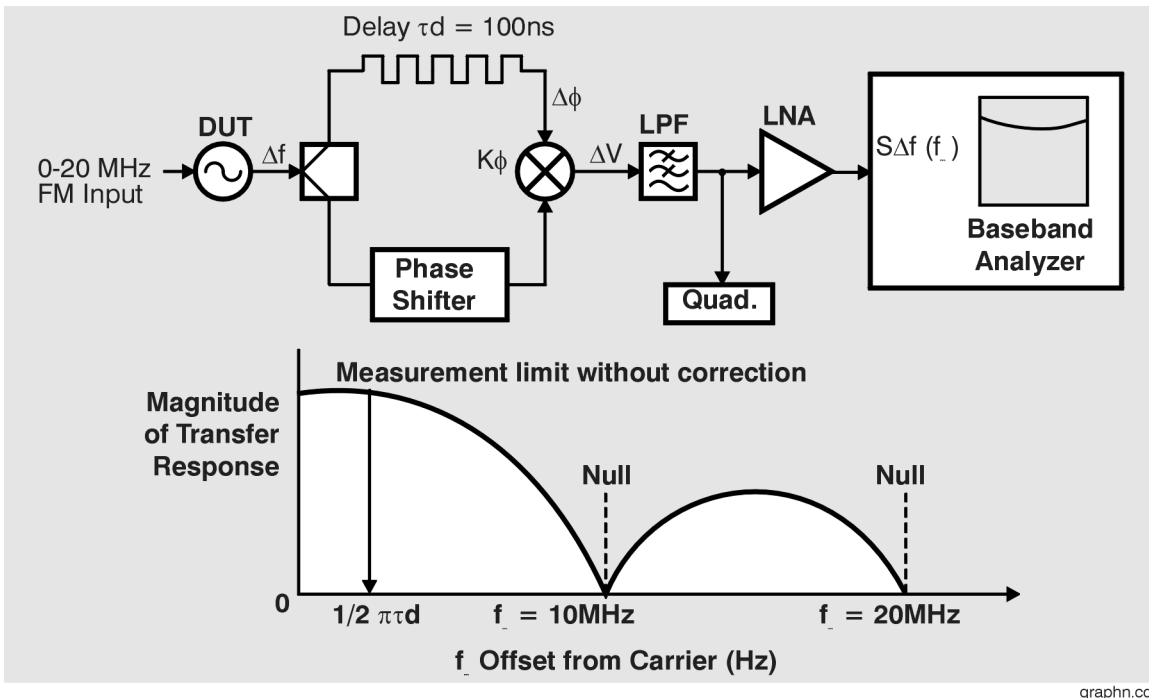 Delay τd = 100ns
Δϕ
DUT
LPF
LNA
0-20 MHz
FM Input
Δf
Kϕ
ΔV
SΔf (f_)
Baseband
Analyzer
Phase
Shifter
Quad.
Measurement limit without correction
Magnitude
of Transfer
Response
Null
Null
0
1/2 πτd
f_ = 10MHz
f_ = 20MHz
f_ Offset from Carrier (Hz)